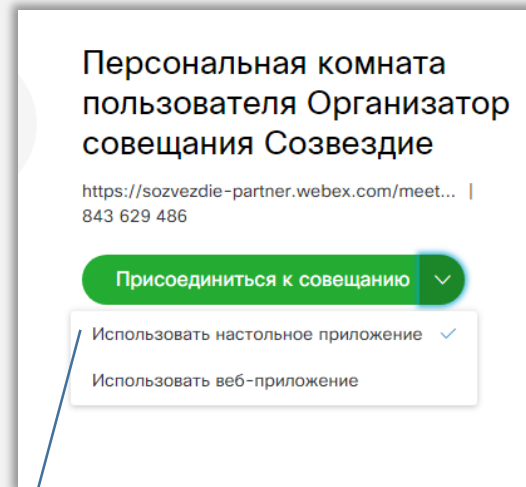 Персональная комната
пользователя Организатор
совещания Созвездие
https://sozvezdie-partner.webex.com/meet... |
843 629 486
Присоединиться к совещанию
Использовать настольное приложение
Использовать веб-приложение